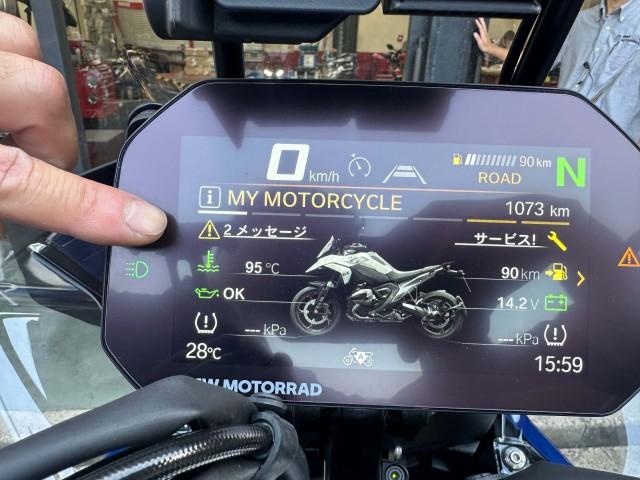 0 km/h
90 km
ROAD
N
i MY MOTORCYCLE
1073 km
2 メッセージ
サービス!
95 °C
90 km
OK
14.2 V
--- kPa
--- kPa
28°C
A
15:59
MOTORRAD